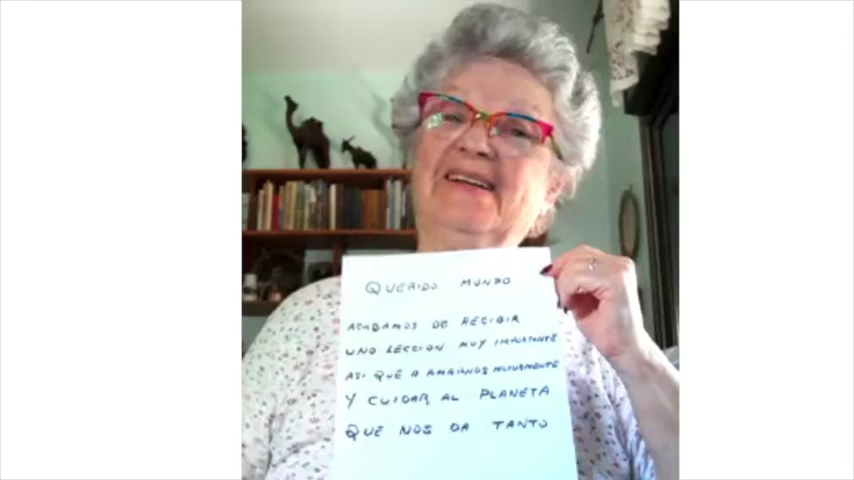 QUERIDO MUNDO
ACABAMOS DE RECIBIR
UNA LECCION MUY IMPORTANTE
ASI QUE A AMARNOS MUTUAMENTE
Y CUIDAR AL PLANETA
QUE NOS DA TANTO